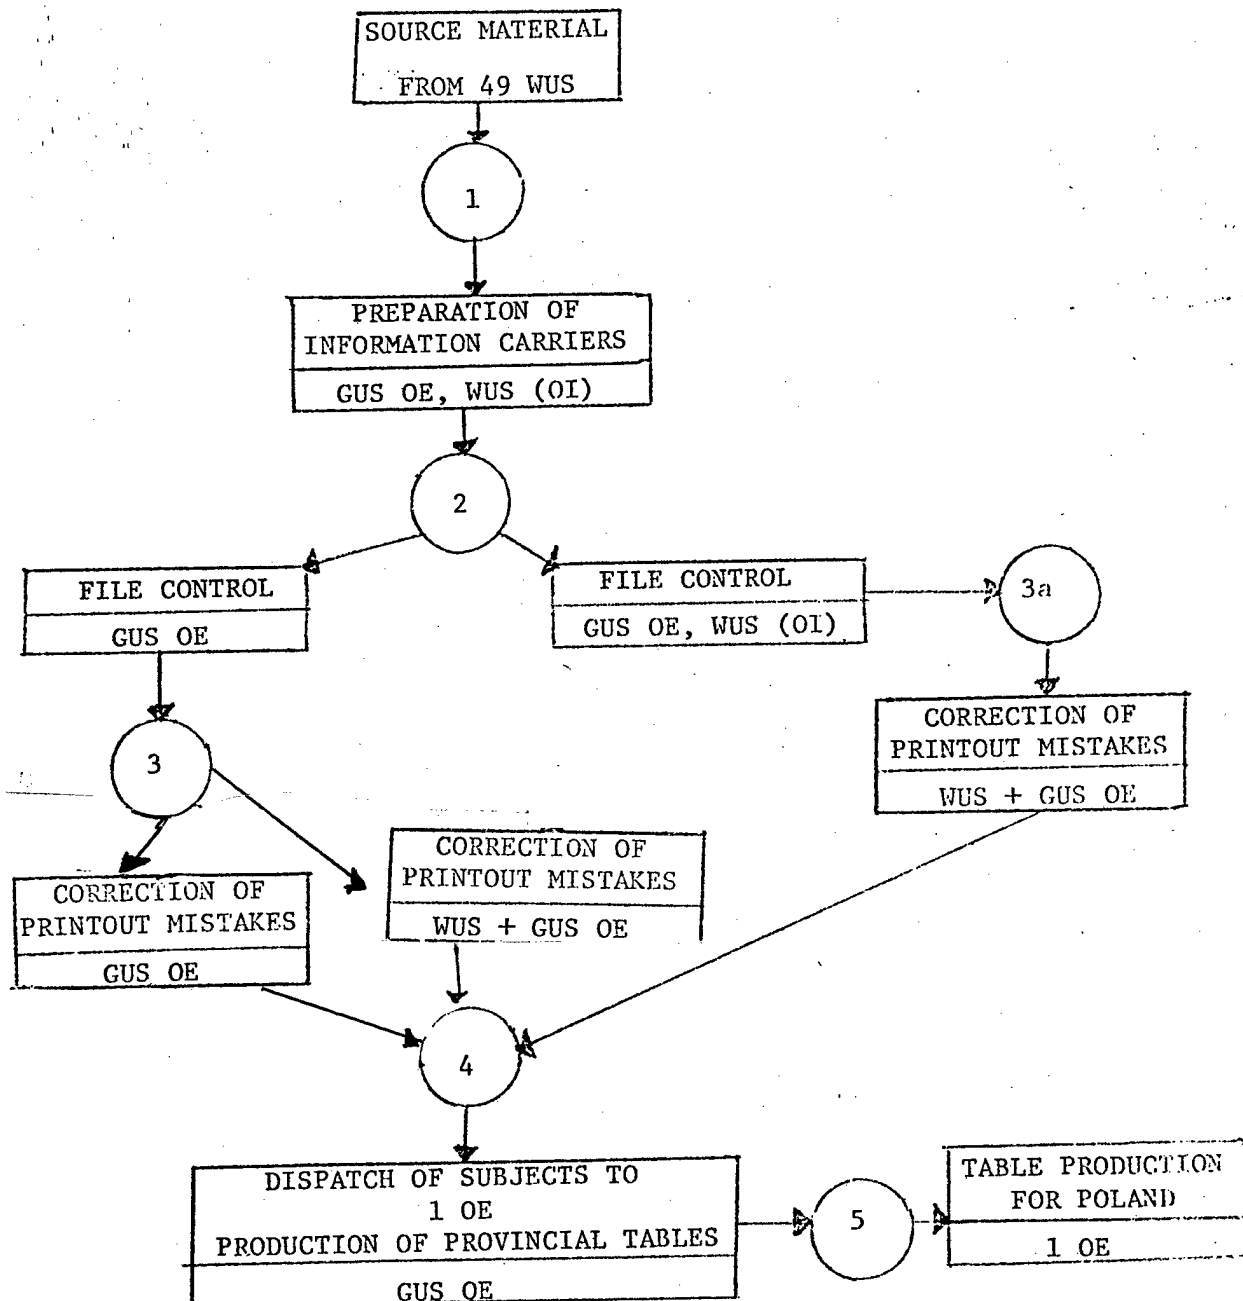 SOURCE MATERIAL
FROM 49 WUS
1
PREPARATION OF
INFORMATION CARRIERS
GUS OE, WUS (OI)
2
FILE CONTROL
GUS OE
FILE CONTROL
GUS OE, WUS (OI)
3a
CORRECTION OF
PRINTOUT MISTAKES
WUS + GUS OE
3
CORRECTION OF
PRINTOUT MISTAKES
GUS OE
CORRECTION OF
PRINTOUT MISTAKES
WUS + GUS OE
4
DISPATCH OF SUBJECTS TO
1 OE
PRODUCTION OF PROVINCIAL TABLES
GUS OE
5
TABLE PRODUCTION
FOR POLAND
1 OE